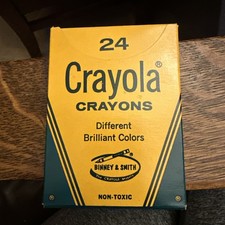 24
Crayola®
CRAYONS
Different
Brilliant Colors
BINNEY & SMITH
NON-TOXIC